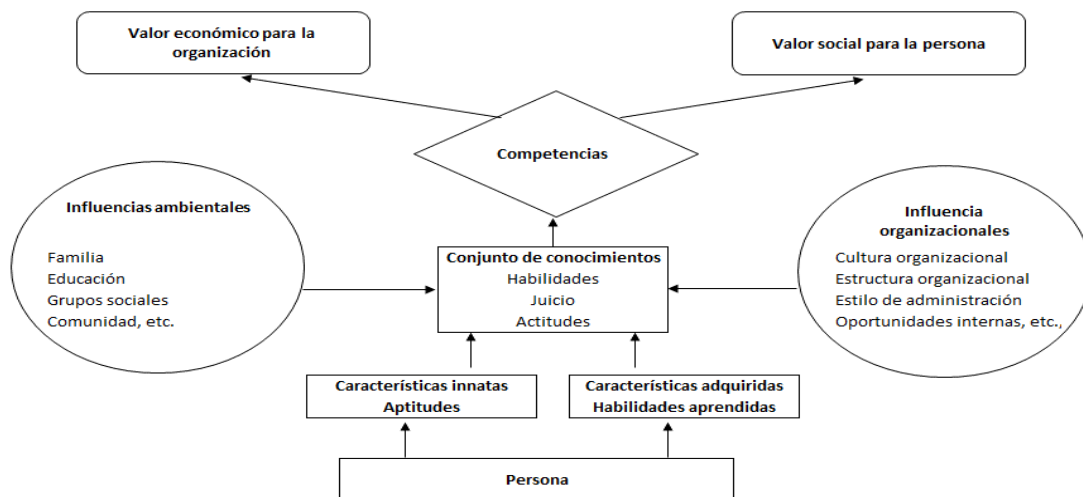 Valor económico para la
organización
Valor social para la persona
Competencias
Influencias ambientales
Familia
Educación
Grupos sociales
Comunidad, etc.
Influencia
organizacionales
Cultura organizacional
Estructura organizacional
Estilo de administración
Oportunidades internas, etc.,
Conjunto de conocimientos
Habilidades
Juicio
Actitudes
Características innatas
Aptitudes
Características adquiridas
Habilidades aprendidas
Persona